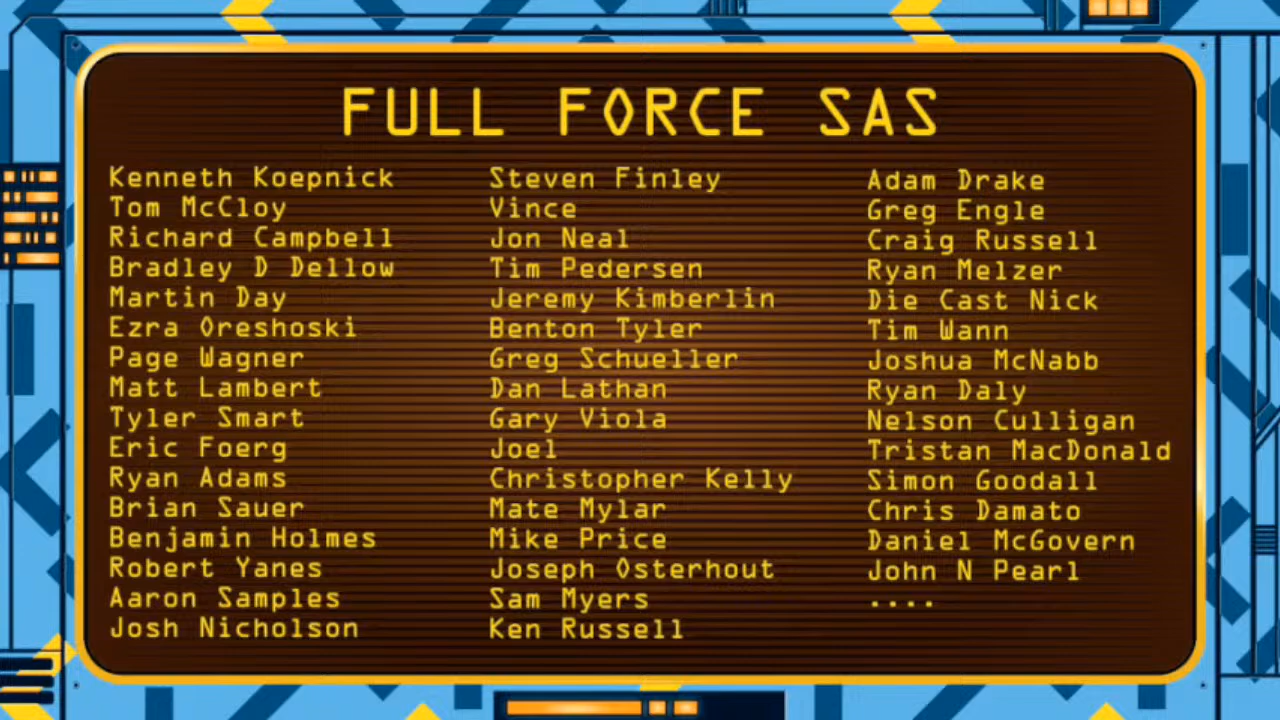 FULL FORCE SAS
Kenneth Koepnick
Tom McCloy
Richard Campbell
Bradley D Dellow
Martin Day
Ezra Oreshoski
Page Wagner
Matt Lambert
Tyler Smart
Eric Foerg
Ryan Adams
Brian Sauer
Benjamin Holmes
Robert Yanes
Aaron Samples
Josh Nicholson
Steven Finley
Vince
Jon Neal
Tim Pedersen
Jeremy Kimberlin
Benton Tyler
Greg Schueller
Dan Lathan
Gary Viola
Joel
Christopher Kelly
Mate Mylar
Mike Price
Joseph Osterhout
Sam Myers
Ken Russell
Adam Drake
Greg Engle
Craig Russell
Ryan Melzer
Die Cast Nick
Tim Wann
Joshua McNabb
Ryan Daly
Nelson Culligan
Tristan MacDonald
Simon Goodall
Chris Damato
Daniel McGovern
John N Pearl
....